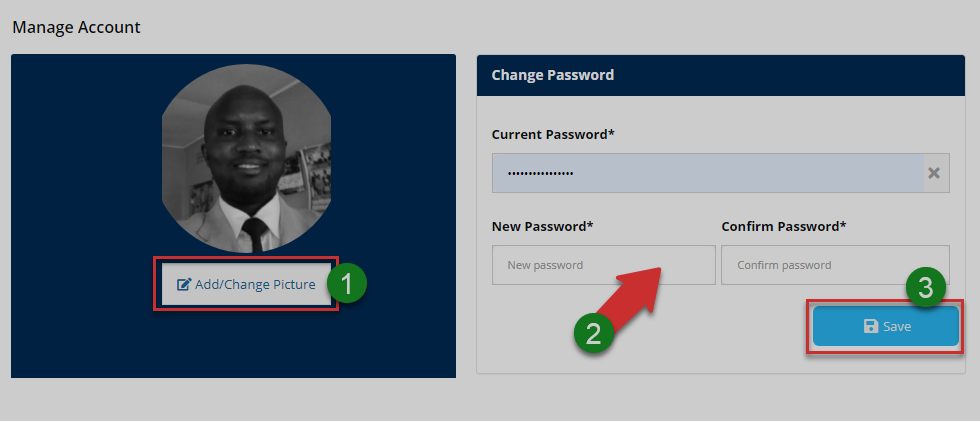 Manage Account
Add/Change Picture
1
Change Password
Current Password*
••••••••••••••••
New Password*
Confirm Password*
New password
Confirm password
2
3
Save